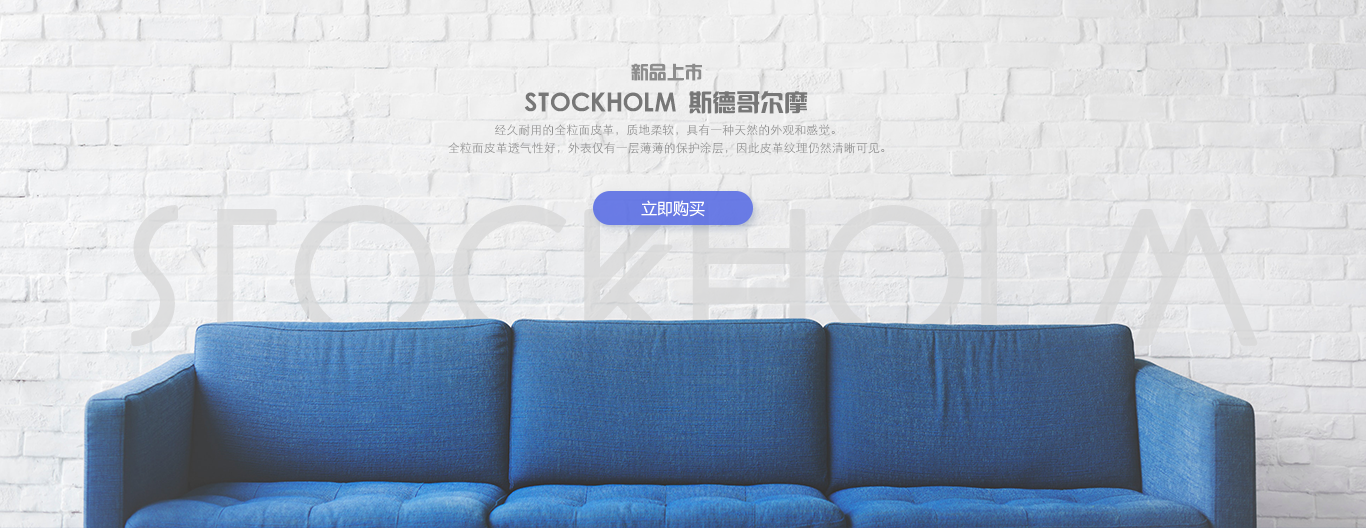 新品上市
STOCKHOLM 斯德哥尔摩
经久耐用的全粒面皮革，质地柔软，具有一种天然的外观和感觉。
全粒面皮革透气性好，外表仅有一层薄薄的保护涂层，因此皮革纹理仍然清晰可见。
立即购买
STOCKHOLM